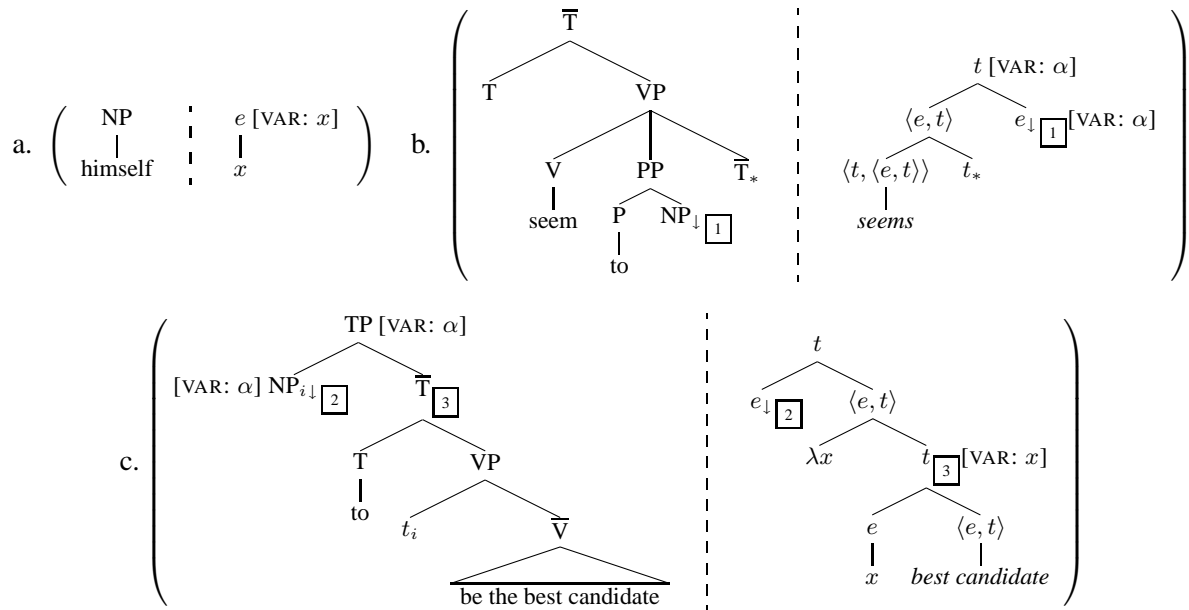 T̅
T VP
V PP T̅*
seem P NP↓ 1
to
t [VAR: α]
⟨e, t⟩ e↓ 1 [VAR: α]
⟨t, ⟨e, t⟩⟩ t*
seems
a. NP e [VAR: x]
himself x
b.
TP [VAR: α]
[VAR: α] NPi↓ 2 T̅ 3
T VP
to ti V̅
be the best candidate
t
e↓ 2 ⟨e, t⟩
λx t 3 [VAR: x]
e ⟨e, t⟩
x best candidate
c.